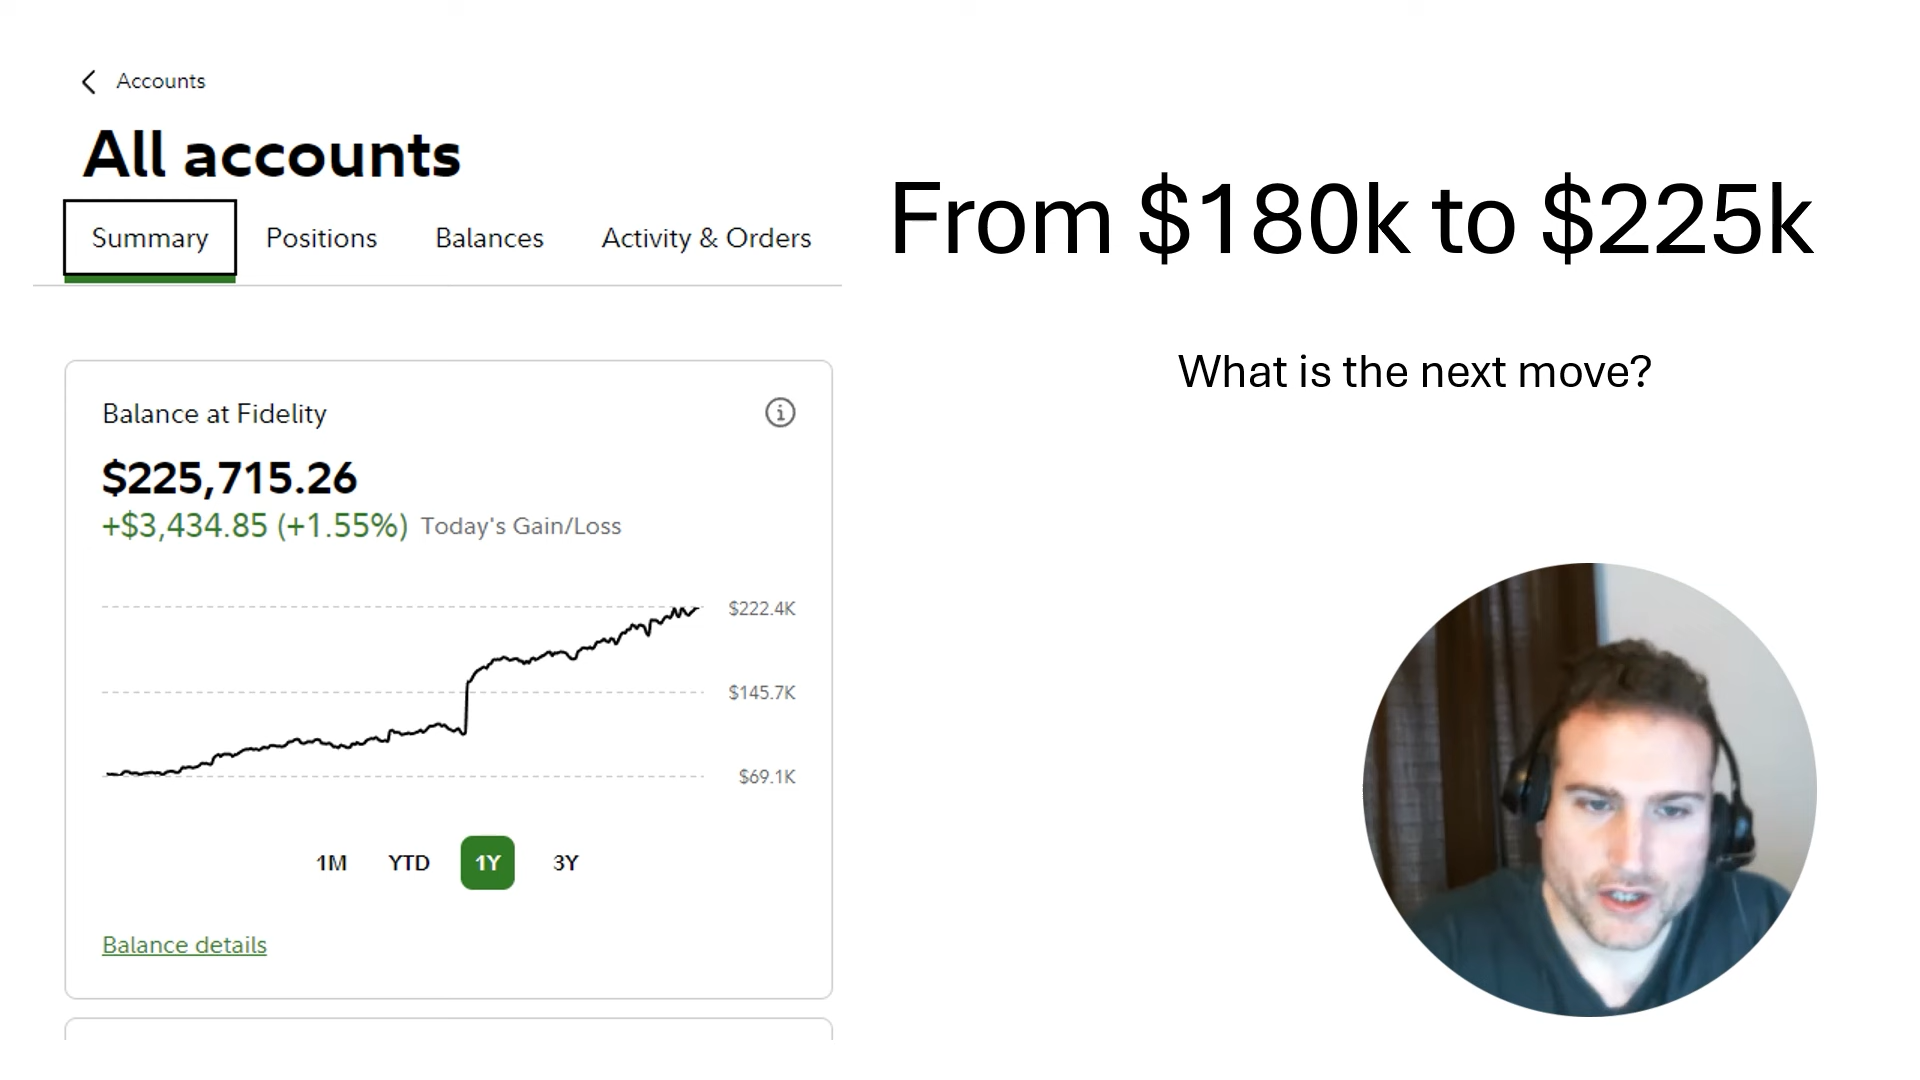 Accounts
All accounts
Summary Positions Balances Activity & Orders
From $180k to $225k
What is the next move?
Balance at Fidelity
$225,715.26
+$3,434.85 (+1.55%) Today's Gain/Loss
$222.4K
$145.7K
$69.1K
1M YTD 1Y 3Y
Balance details